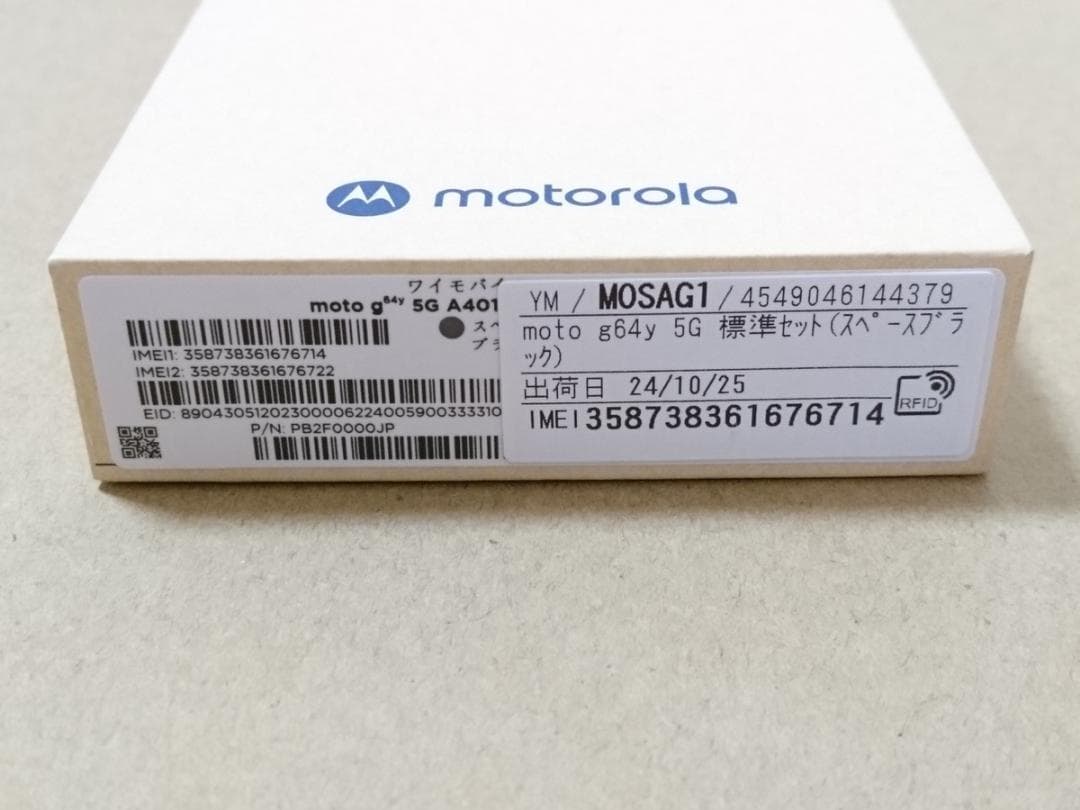 motorola
ワイモバイ
moto g64y 5G A401
スペ
ブラ
IMEI1: 358738361676714
IMEI2: 358738361676722
EID: 890430512023000006224005900333310
P/N: PB2F0000JP
YM / MOSAG1 / 4549046144379
moto g64y 5G 標準セット(スペースブラ
ック)
出荷日 24/10/25
RFID
IMEI 358738361676714